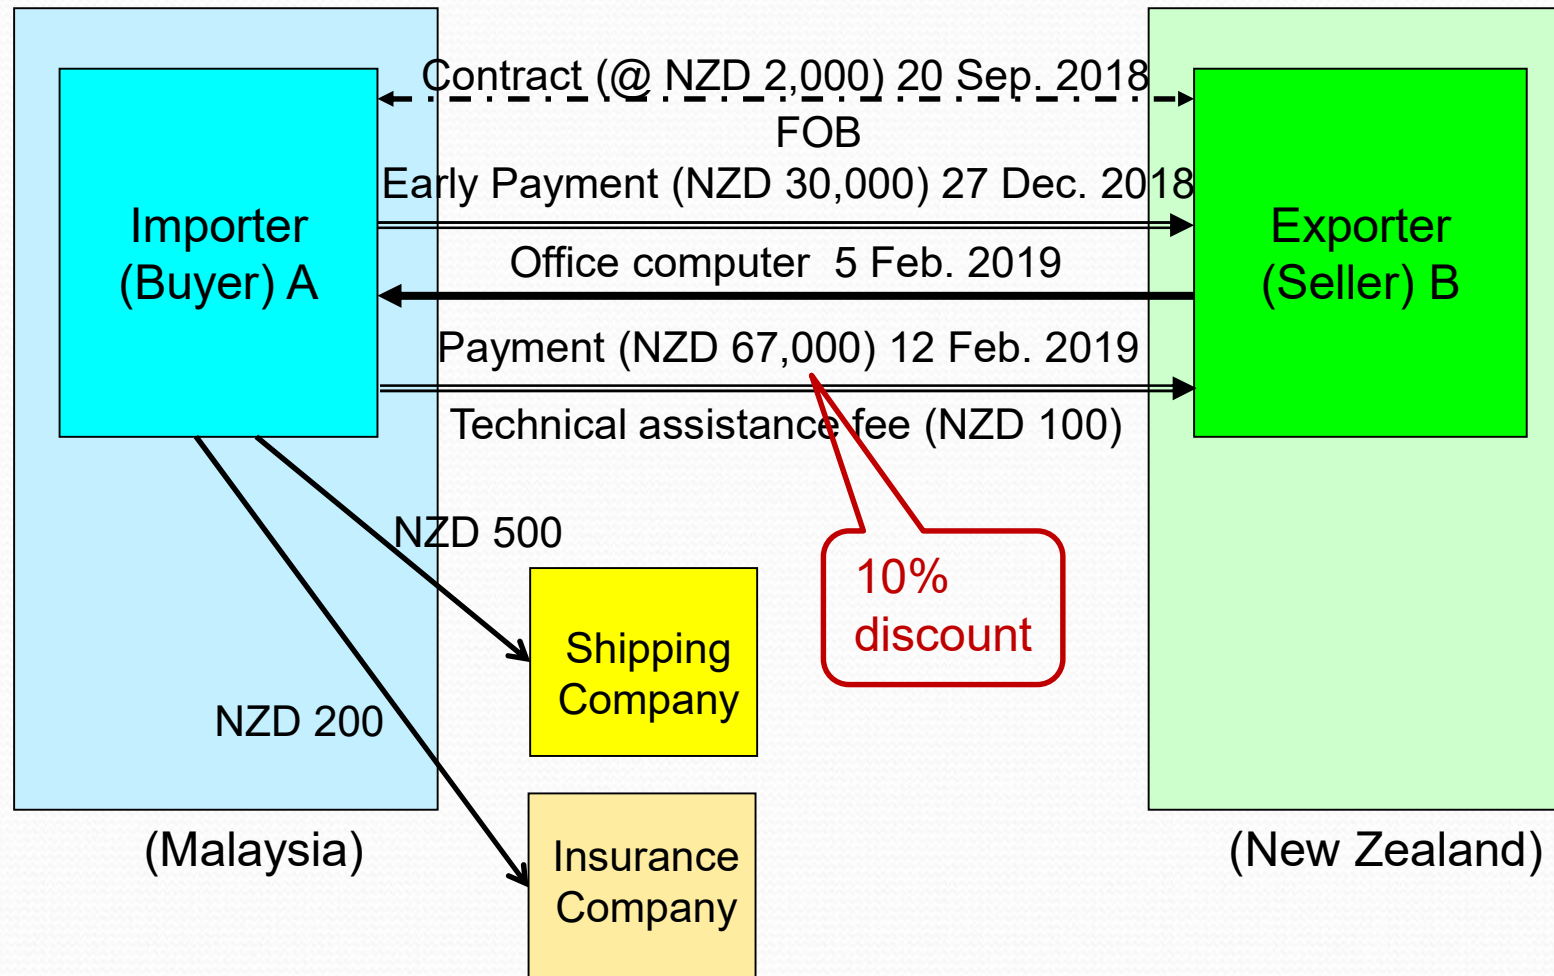 Contract (@ NZD 2,000) 20 Sep. 2018
FOB
Early Payment (NZD 30,000) 27 Dec. 2018
Importer
(Buyer) A
Exporter
(Seller) B
Office computer 5 Feb. 2019
Payment (NZD 67,000) 12 Feb. 2019
Technical assistance fee (NZD 100)
NZD 500
10%
discount
Shipping
Company
NZD 200
(Malaysia)
(New Zealand)
Insurance
Company